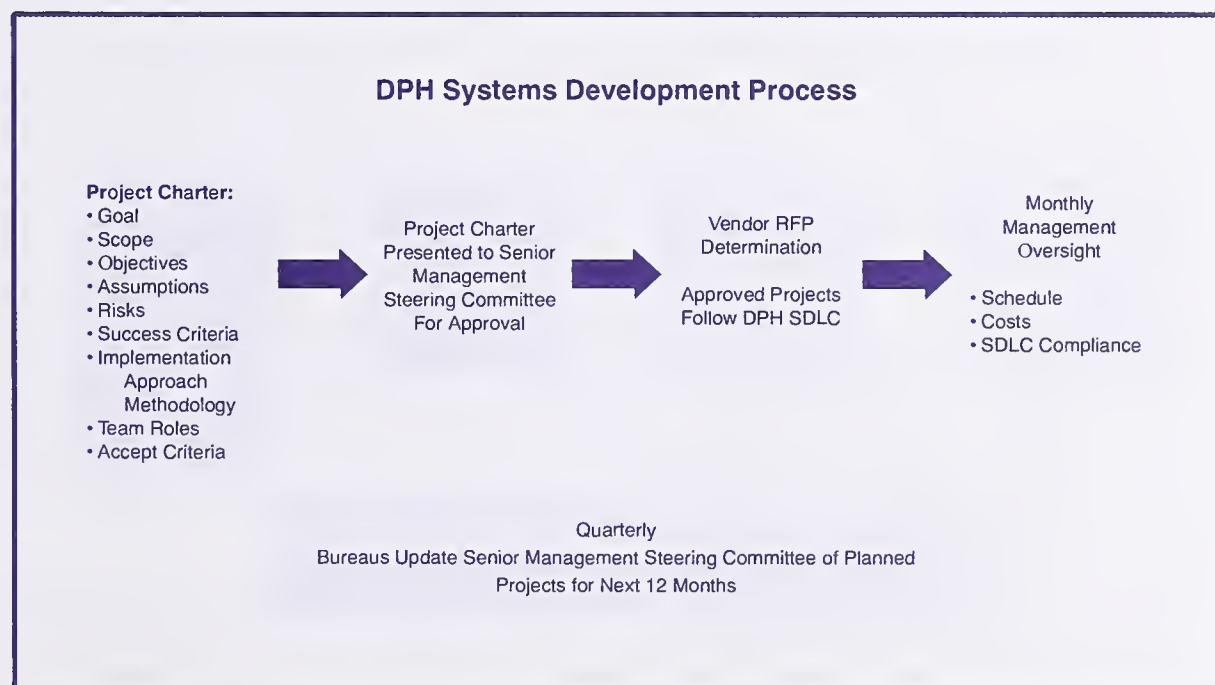 DPH Systems Development Process
Project Charter:
• Goal
• Scope
• Objectives
• Assumptions
• Risks
• Success Criteria
• Implementation
Approach
Methodology
• Team Roles
• Accept Criteria
Project Charter
Presented to Senior
Management
Steering Committee
For Approval
Vendor RFP
Determination
Approved Projects
Follow DPH SDLC
Monthly
Management
Oversight
• Schedule
• Costs
• SDLC Compliance
Quarterly
Bureaus Update Senior Management Steering Committee of Planned
Projects for Next 12 Months